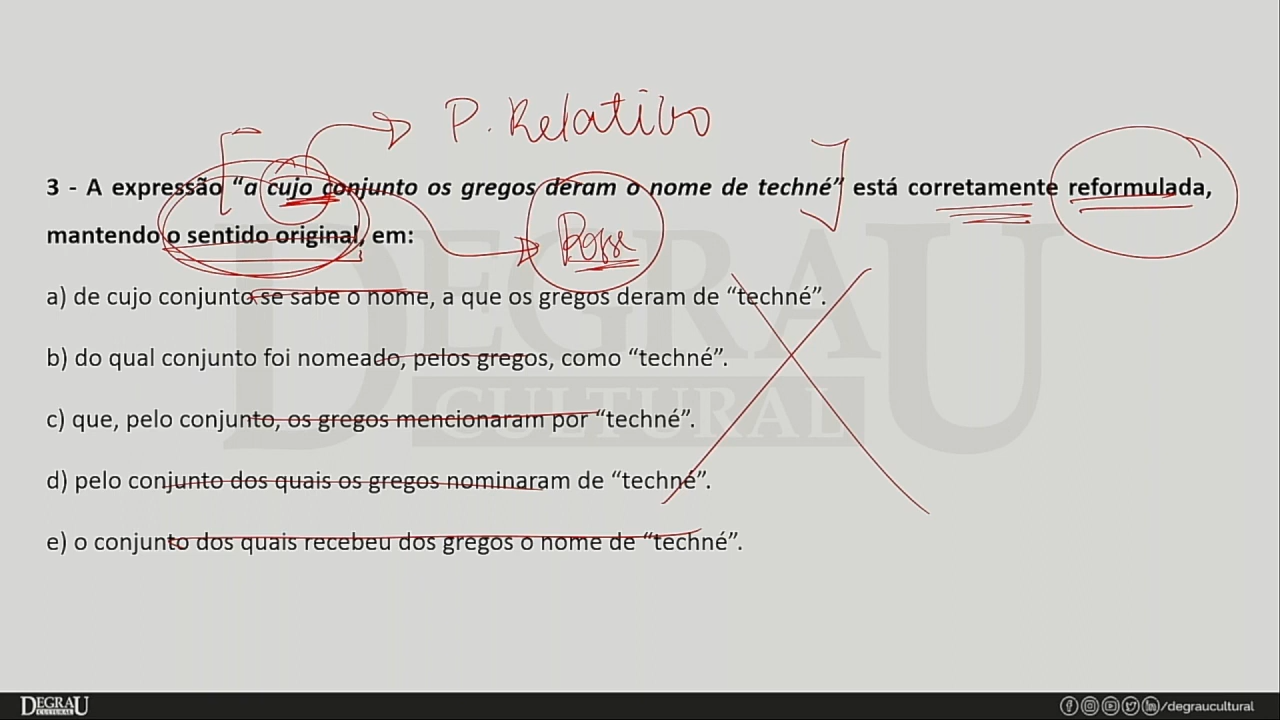 P. Relativo
3 - A expressão “a cujo conjunto os gregos deram o nome de techné” está corretamente reformulada,
mantendo o sentido original, em:
Posse
a) de cujo conjunto se sabe o nome, a que os gregos deram de “techné”.
b) do qual conjunto foi nomeado, pelos gregos, como “techné”.
c) que, pelo conjunto, os gregos mencionaram por “techné”.
d) pelo conjunto dos quais os gregos nominaram de “techné”.
e) o conjunto dos quais recebeu dos gregos o nome de “techné”.
DEGRAU
CULTURAL
DEGRAU
CULTURAL
/degraucultural